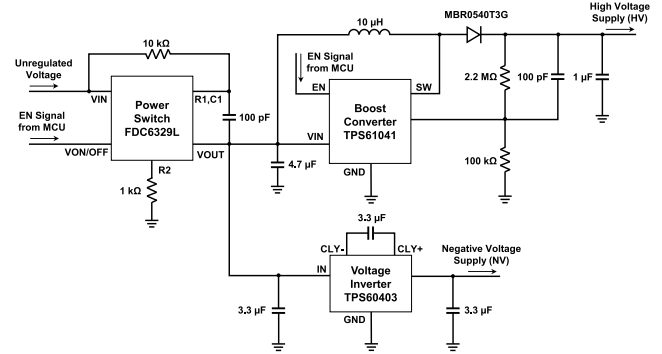 High Voltage
Supply (HV)
MBR0540T3G
10 µH
10 kΩ
Unregulated
Voltage
EN Signal
from MCU
2.2 MΩ
100 pF
1 µF
VIN
R1,C1
EN
SW
Power
Switch
FDC6329L
Boost
Converter
TPS61041
EN Signal
from MCU
100 pF
VIN
VON/OFF
VOUT
R2
4.7 µF
100 kΩ
GND
1 kΩ
3.3 µF
CLY-
CLY+
Negative Voltage
Supply (NV)
IN
Voltage
Inverter
TPS60403
3.3 µF
3.3 µF
GND